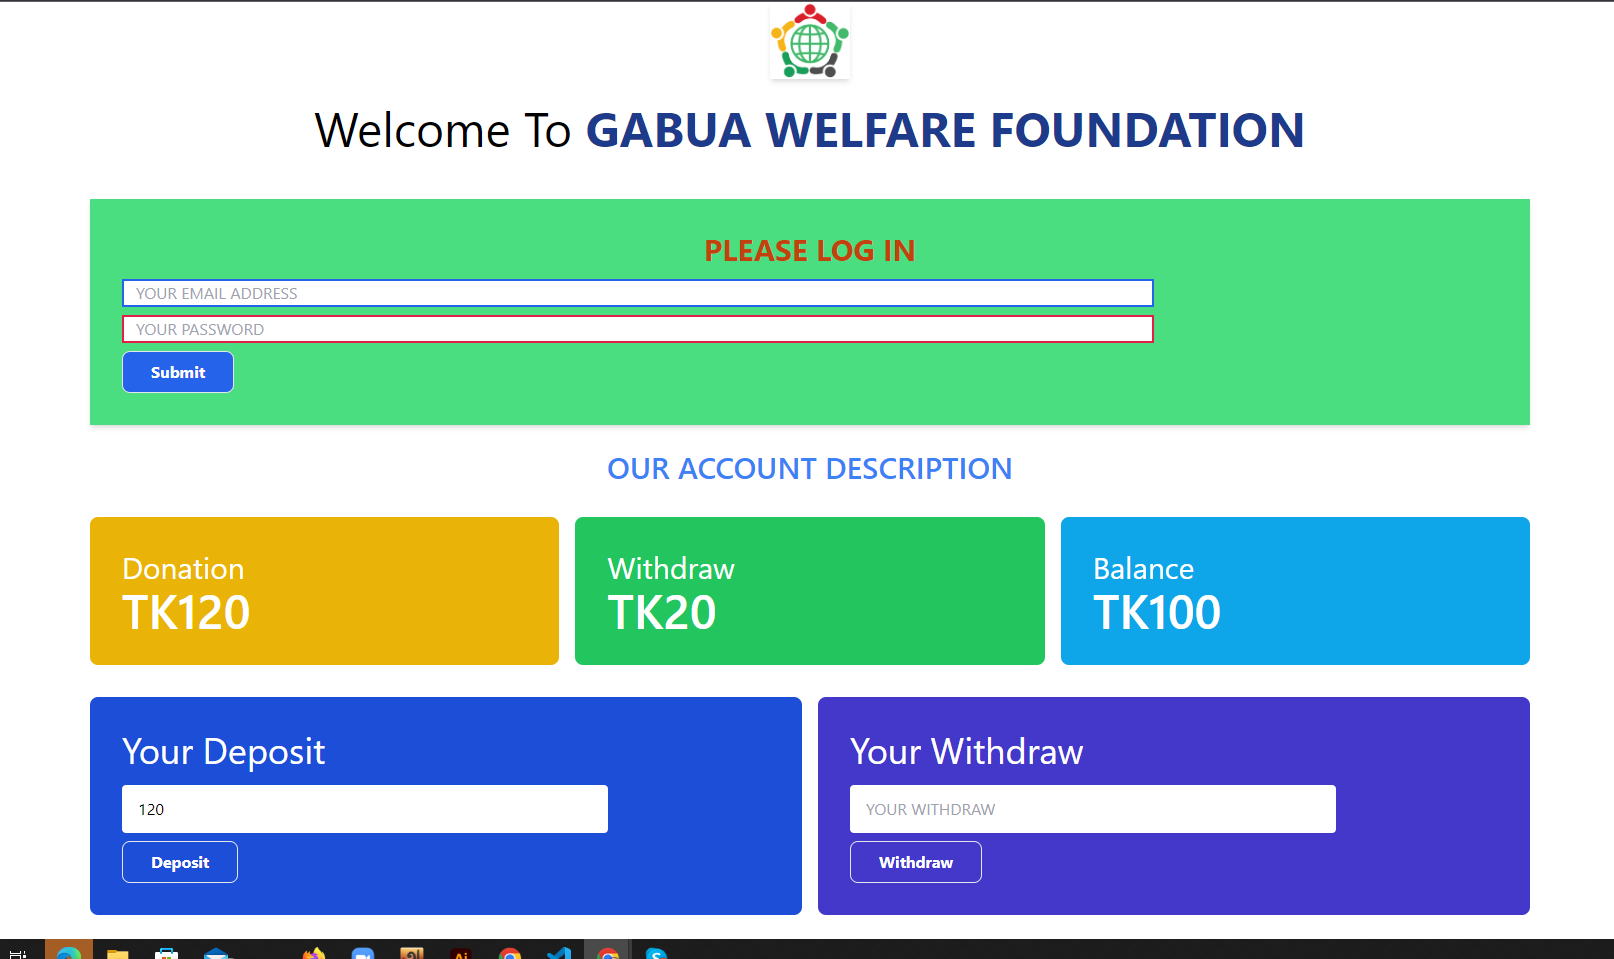 Welcome To GABUA WELFARE FOUNDATION
PLEASE LOG IN
YOUR EMAIL ADDRESS
YOUR PASSWORD
Submit
OUR ACCOUNT DESCRIPTION
Donation
TK120
Withdraw
TK20
Balance
TK100
Your Deposit
120
Deposit
Your Withdraw
YOUR WITHDRAW
Withdraw
Ai
S